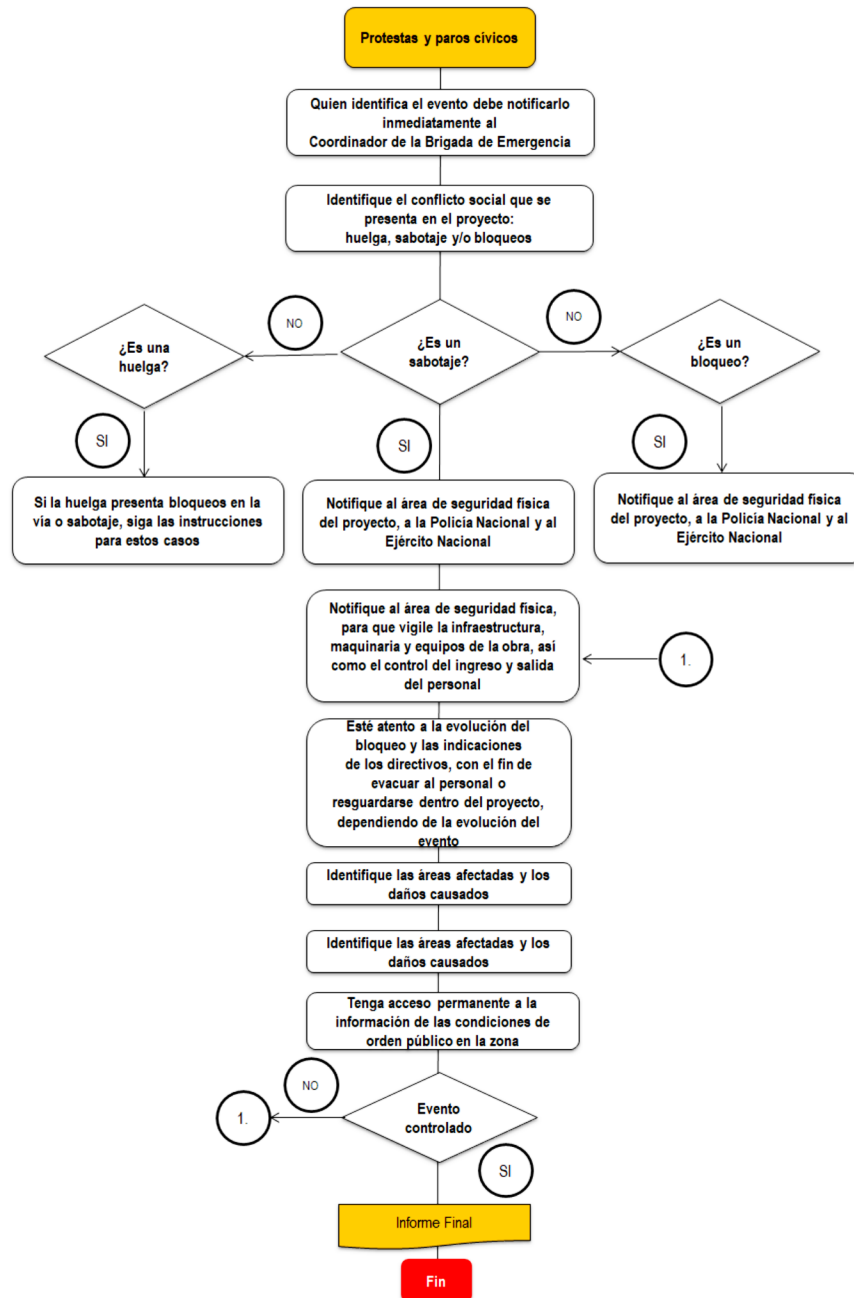 Protestas y paros cívicos
Quien identifica el evento debe notificarlo
inmediatamente al
Coordinador de la Brigada de Emergencia
Identifique el conflicto social que se
presenta en el proyecto:
huelga, sabotaje y/o bloqueos
NO
NO
¿Es una
huelga?
¿Es un
sabotaje?
¿Es un
bloqueo?
SI
SI
SI
Si la huelga presenta bloqueos en la
vía o sabotaje, siga las instrucciones
para estos casos
Notifique al área de seguridad física
del proyecto, a la Policía Nacional y al
Ejército Nacional
Notifique al área de seguridad física
del proyecto, a la Policía Nacional y al
Ejército Nacional
Notifique al área de seguridad física,
para que vigile la infraestructura,
maquinaria y equipos de la obra, así
como el control del ingreso y salida
del personal
1.
Esté atento a la evolución del
bloqueo y las indicaciones
de los directivos, con el fin de
evacuar al personal o
resguardarse dentro del proyecto,
dependiendo de la evolución del
evento
Identifique las áreas afectadas y los
daños causados
Identifique las áreas afectadas y los
daños causados
Tenga acceso permanente a la
información de las condiciones de
orden público en la zona
NO
1.
Evento
controlado
SI
Informe Final
Fin